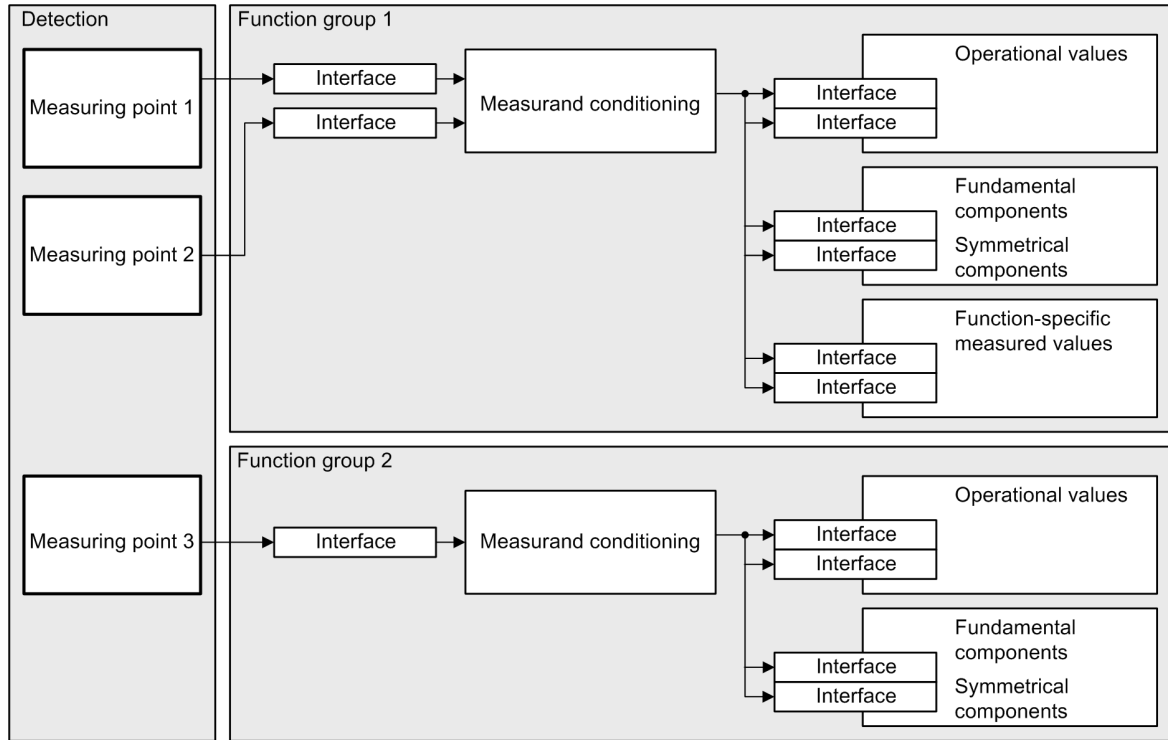 Detection
Measuring point 1
Measuring point 2
Measuring point 3
Function group 1
Interface
Interface
Measurand conditioning
Operational values
Interface
Interface
Fundamental
components
Interface
Symmetrical
components
Interface
Function-specific
measured values
Interface
Interface
Function group 2
Interface
Measurand conditioning
Operational values
Interface
Interface
Fundamental
components
Interface
Symmetrical
components
Interface